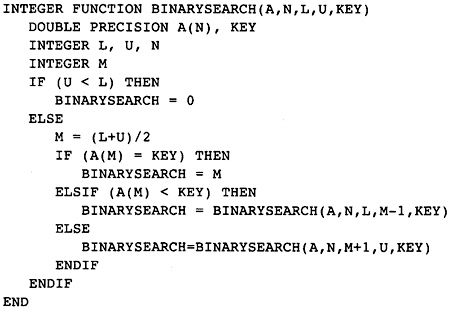 INTEGER FUNCTION BINARYSEARCH(A,N,L,U,KEY)
DOUBLE PRECISION A(N), KEY
INTEGER L, U, N
INTEGER M
IF (U < L) THEN
BINARYSEARCH = 0
ELSE
M = (L+U)/2
IF (A(M) = KEY) THEN
BINARYSEARCH = M
ELSIF (A(M) < KEY) THEN
BINARYSEARCH = BINARYSEARCH(A,N,L,M-1,KEY)
ELSE
BINARYSEARCH=BINARYSEARCH(A,N,M+1,U,KEY)
ENDIF
ENDIF
END